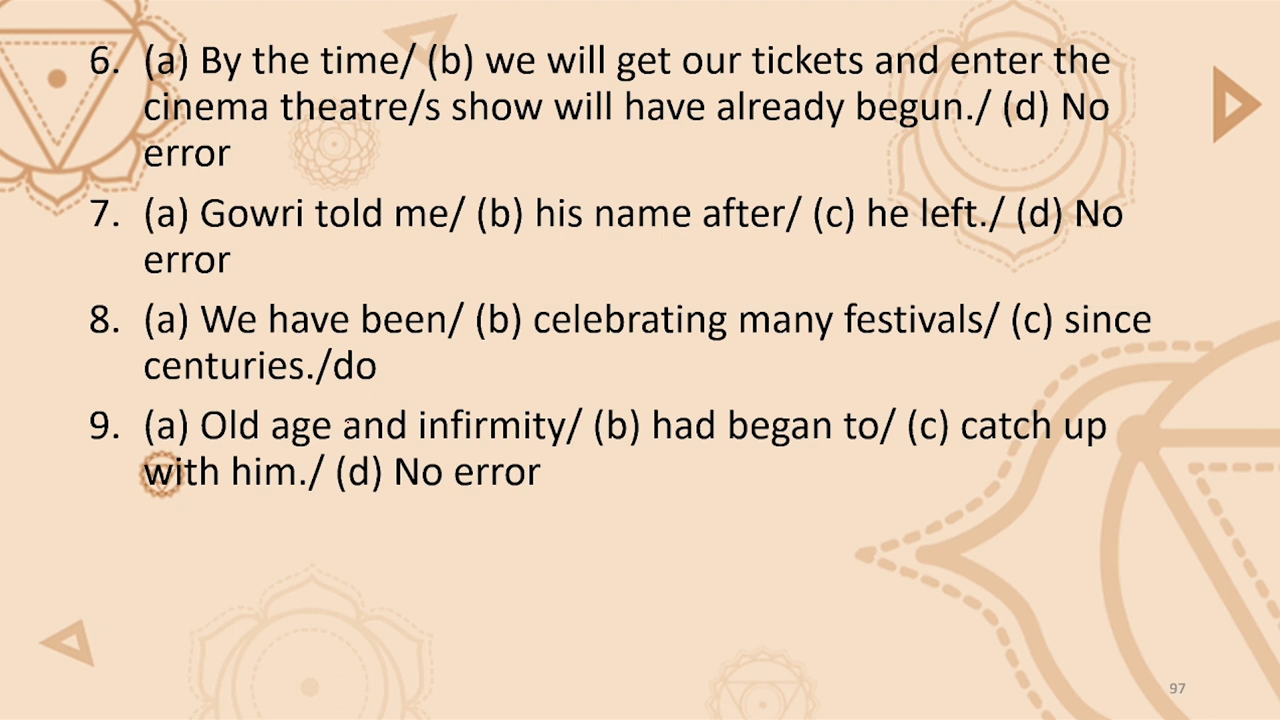 6. (a) By the time/ (b) we will get our tickets and enter the
cinema theatre/s show will have already begun./ (d) No
error
7. (a) Gowri told me/ (b) his name after/ (c) he left./ (d) No
error
8. (a) We have been/ (b) celebrating many festivals/ (c) since
centuries./do
9. (a) Old age and infirmity/ (b) had began to/ (c) catch up
with him./ (d) No error
97